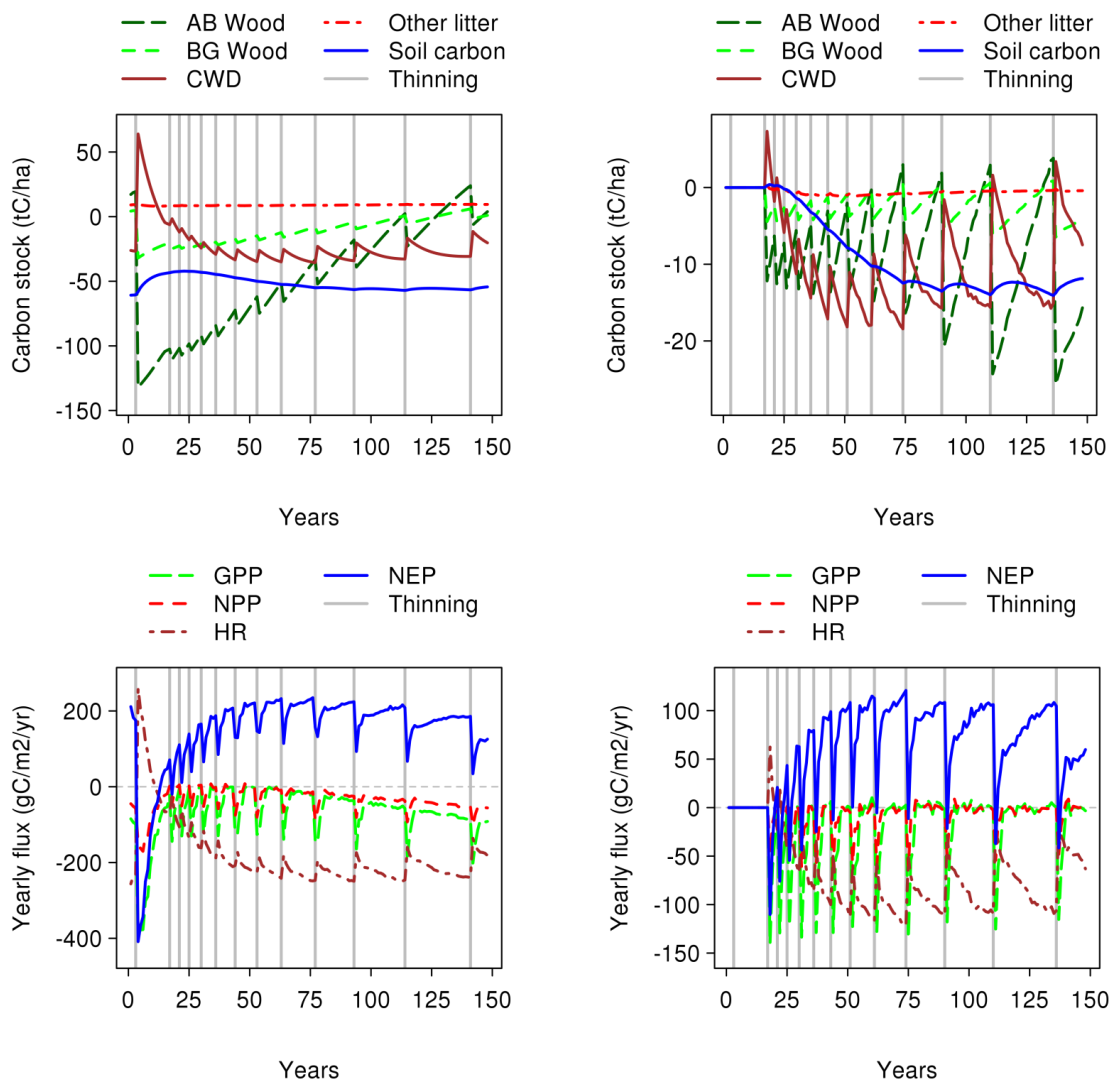 AB Wood Other litter
BG Wood Soil carbon
CWD Thinning
Carbon stock (tC/ha)
50
0
-50
-100
-150
0 25 50 75 100 125 150
Years
AB Wood Other litter
BG Wood Soil carbon
CWD Thinning
Carbon stock (tC/ha)
0
-10
-20
0 25 50 75 100 125 150
Years
GPP NEP
NPP Thinning
HR
Yearly flux (gC/m2/yr)
200
0
-200
-400
0 25 50 75 100 125 150
Years
GPP NEP
NPP Thinning
HR
Yearly flux (gC/m2/yr)
100
50
0
-50
-100
-150
0 25 50 75 100 125 150
Years